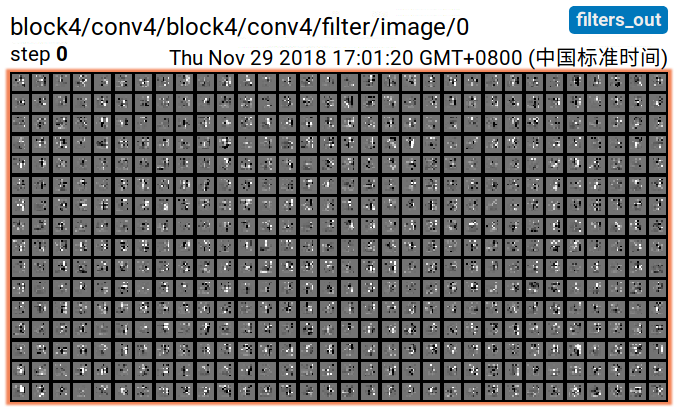 block4/conv4/block4/conv4/filter/image/0
filters_out
step 0
Thu Nov 29 2018 17:01:20 GMT+0800 (中国标准时间)